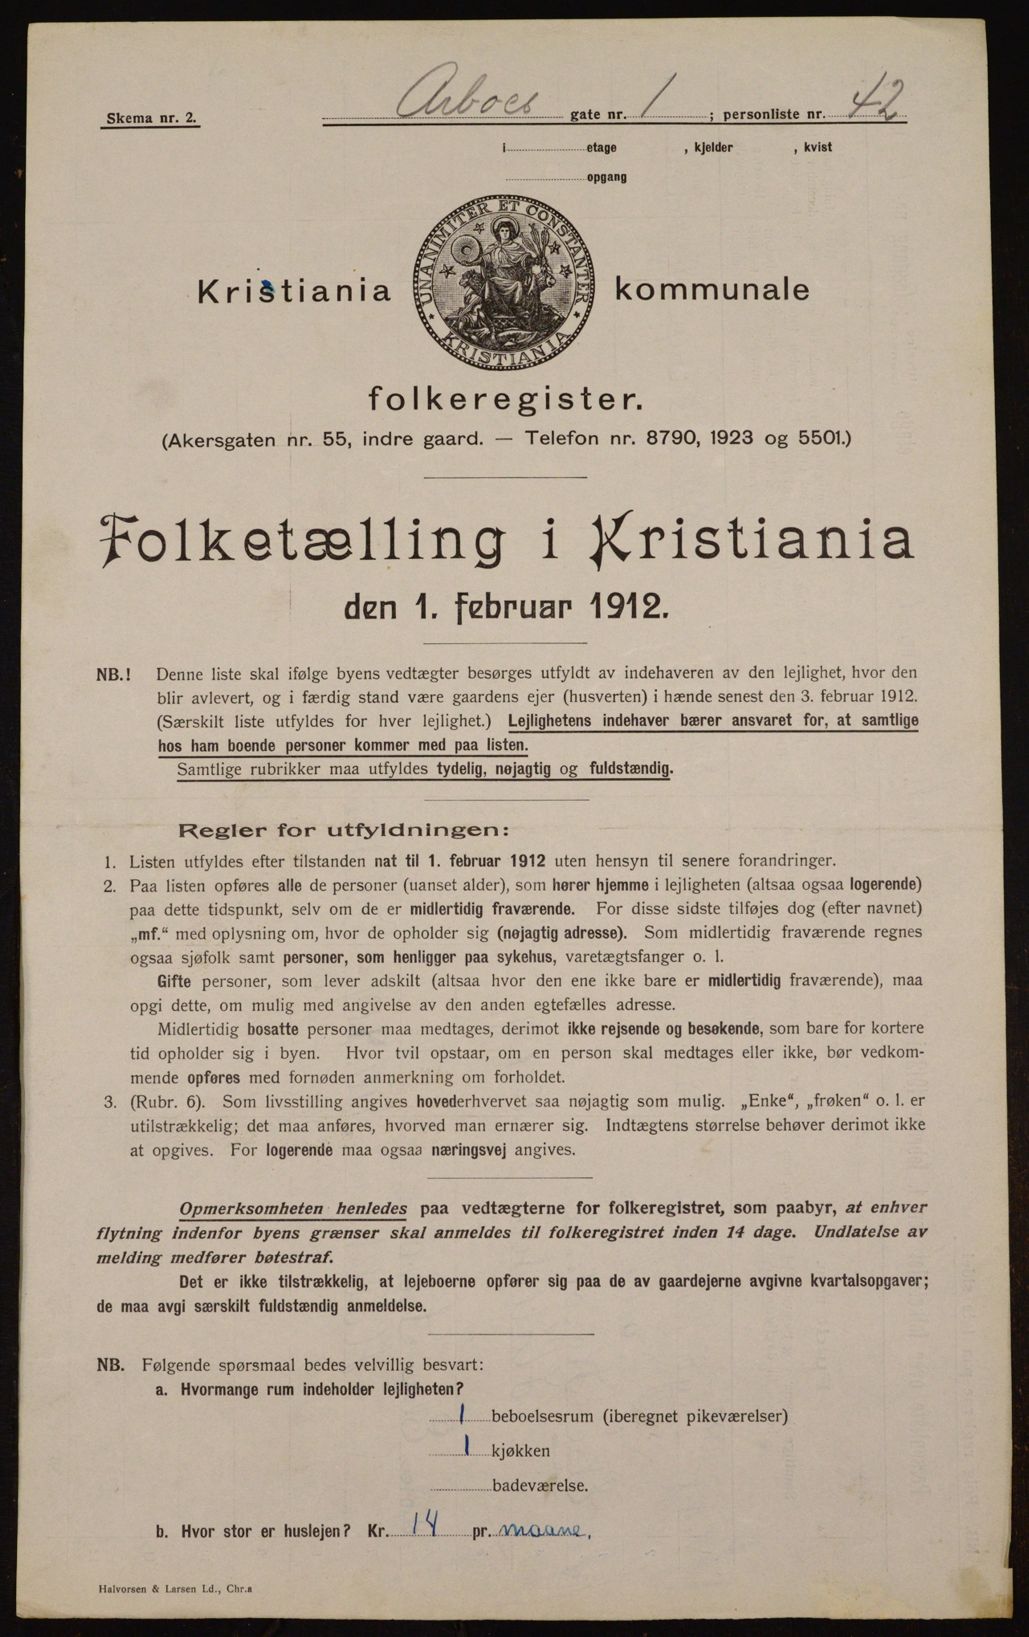 Skema nr. 2.
Arboes gate nr. 1 ; personliste nr. 42
i etage , kjelder , kvist
opgang
UNANIMITER ET CONSTANTER
KRISTIANIA
Kristiania kommunale
folkeregister.
(Akersgaten nr. 55, indre gaard. — Telefon nr. 8790, 1923 og 5501.)
Folketælling i Kristiania
den 1. februar 1912.
NB.! Denne liste skal ifølge byens vedtægter besørges utfyldt av indehaveren av den lejlighet, hvor den
blir avlevert, og i færdig stand være gaardens ejer (husverten) i hænde senest den 3. februar 1912.
(Særskilt liste utfyldes for hver lejlighet.) Lejlighetens indehaver bærer ansvaret for, at samtlige
hos ham boende personer kommer med paa listen.
Samtlige rubrikker maa utfyldes tydelig, nøjagtig og fuldstændig.
Regler for utfyldningen:
1. Listen utfyldes efter tilstanden nat til 1. februar 1912 uten hensyn til senere forandringer.
2. Paa listen opføres alle de personer (uanset alder), som hører hjemme i lejligheten (altsaa ogsaa logerende)
paa dette tidspunkt, selv om de er midlertidig fraværende. For disse sidste tilføjes dog (efter navnet)
„mf.“ med oplysning om, hvor de opholder sig (nøjagtig adresse). Som midlertidig fraværende regnes
ogsaa sjøfolk samt personer, som henligger paa sykehus, varetægtsfanger o. l.
Gifte personer, som lever adskilt (altsaa hvor den ene ikke bare er midlertidig fraværende), maa
opgi dette, om mulig med angivelse av den anden egtefælles adresse.
Midlertidig bosatte personer maa medtages, derimot ikke rejsende og besøkende, som bare for kortere
tid opholder sig i byen. Hvor tvil opstaar, om en person skal medtages eller ikke, bør vedkom-
mende opføres med fornøden anmerkning om forholdet.
3. (Rubr. 6). Som livsstilling angives hovederhvervet saa nøjagtig som mulig. „Enke“, „frøken“ o. l. er
utilstrækkelig; det maa anføres, hvorved man ernærer sig. Indtægtens størrelse behøver derimot ikke
at opgives. For logerende maa ogsaa næringsvej angives.
Opmerksomheten henledes paa vedtægterne for folkeregistret, som paabyr, at enhver
flytning indenfor byens grænser skal anmeldes til folkeregistret inden 14 dage. Undlatelse av
melding medfører bøtestraf.
Det er ikke tilstrækkelig, at lejeboerne opfører sig paa de av gaardejerne avgivne kvartalsopgaver;
de maa avgi særskilt fuldstændig anmeldelse.
NB. Følgende spørsmaal bedes velvillig besvart:
a. Hvormange rum indeholder lejligheten?
1 beboelsesrum (iberegnet pikeværelser)
1 kjøkken
badeværelse.
b. Hvor stor er huslejen? Kr. 14 pr. maane.
Halvorsen & Larsen Ld., Chr.a